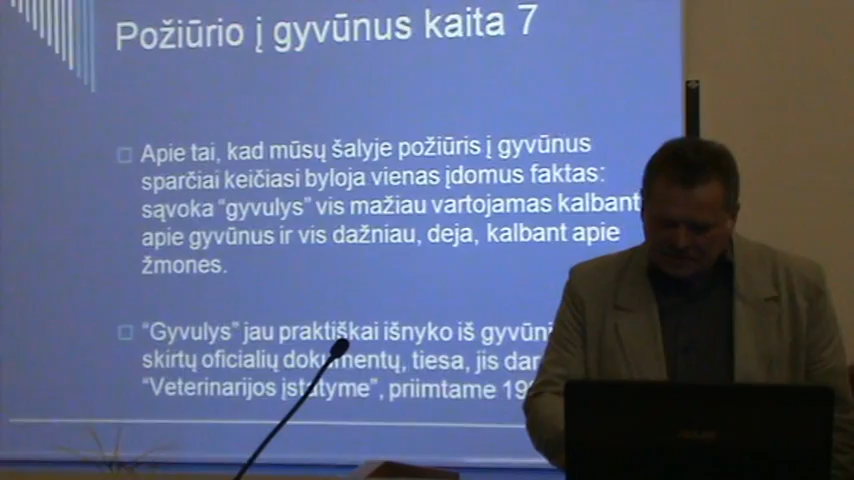 Požiūrio į gyvūnus kaita 7
Apie tai, kad mūsų šalyje požiūris į gyvūnus
sparčiai keičiasi byloja vienas įdomus faktas:
sąvoka “gyvulys” vis mažiau vartojamas kalbant
apie gyvūnus ir vis dažniau, deja, kalbant apie
žmones.
“Gyvulys” jau praktiškai išnyko iš
skirtų oficialių dokumentų, tiesa, jis
“Veterinarijos įstatyme”, priimtame